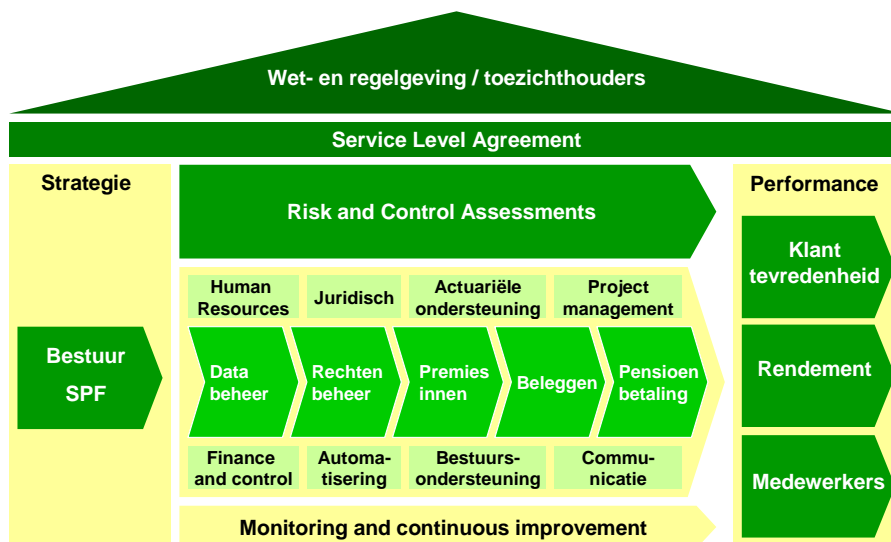 Wet- en regelgeving / toezichthouders
Service Level Agreement
Strategie
Bestuur
SPF
Risk and Control Assessments
Human
Resources
Juridisch
Actuariële
ondersteuning
Project
management
Data
beheer
Rechten
beheer
Premies
innen
Beleggen
Pensioen
betaling
Finance
and control
Automa-
tisering
Bestuurs-
ondersteuning
Commu-
nicatie
Monitoring and continuous improvement
Performance
Klant
tevredenheid
Rendement
Medewerkers